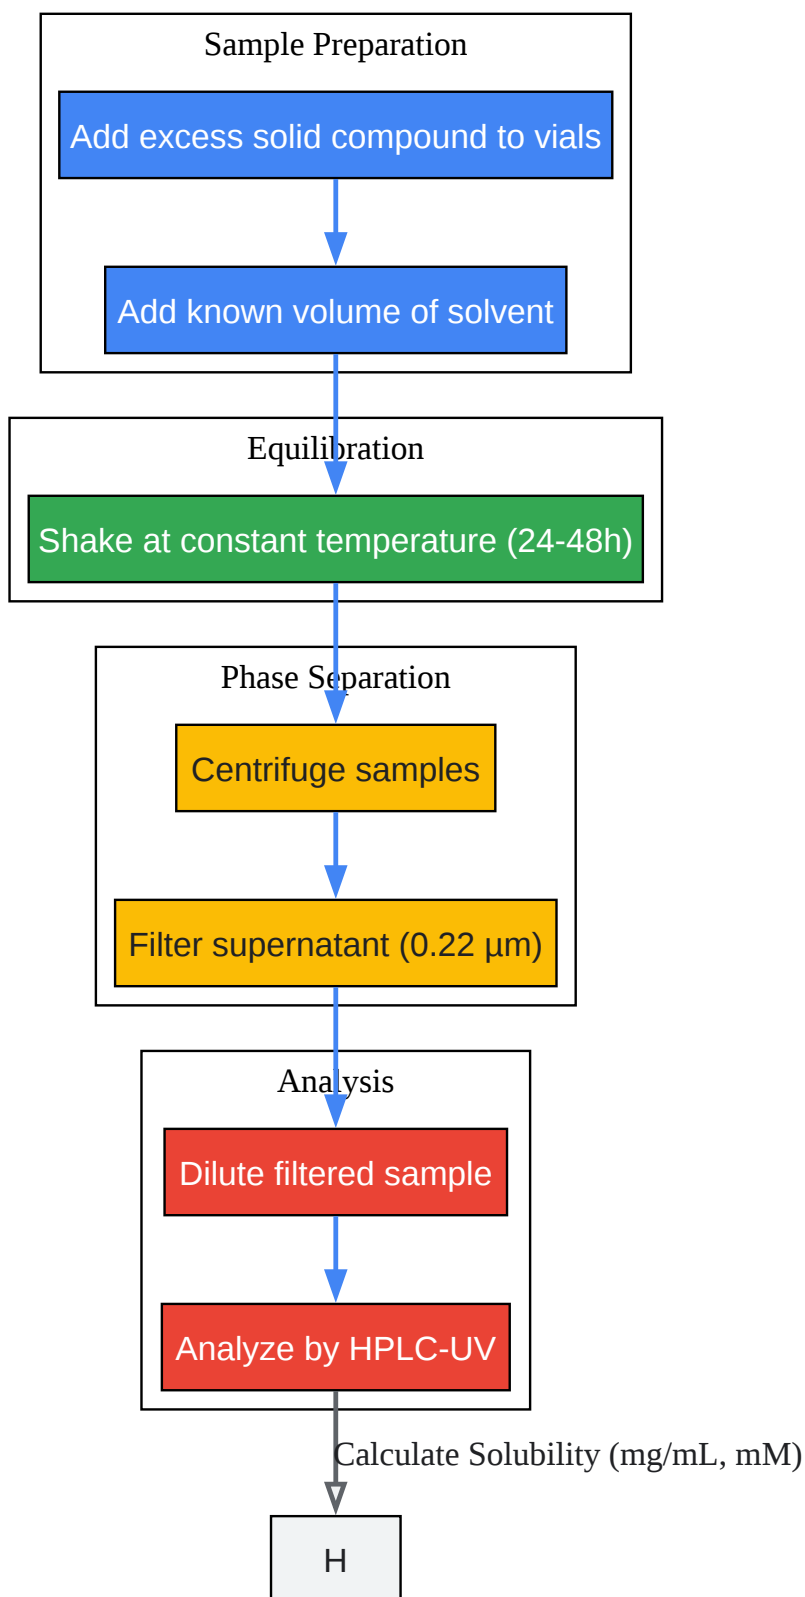 Sample Preparation
Add excess solid compound to vials
Add known volume of solvent
Equilibration
Shake at constant temperature (24-48h)
Phase Separation
Centrifuge samples
Filter supernatant (0.22 µm)
Analysis
Dilute filtered sample
Analyze by HPLC-UV
Calculate Solubility (mg/mL, mM)
H